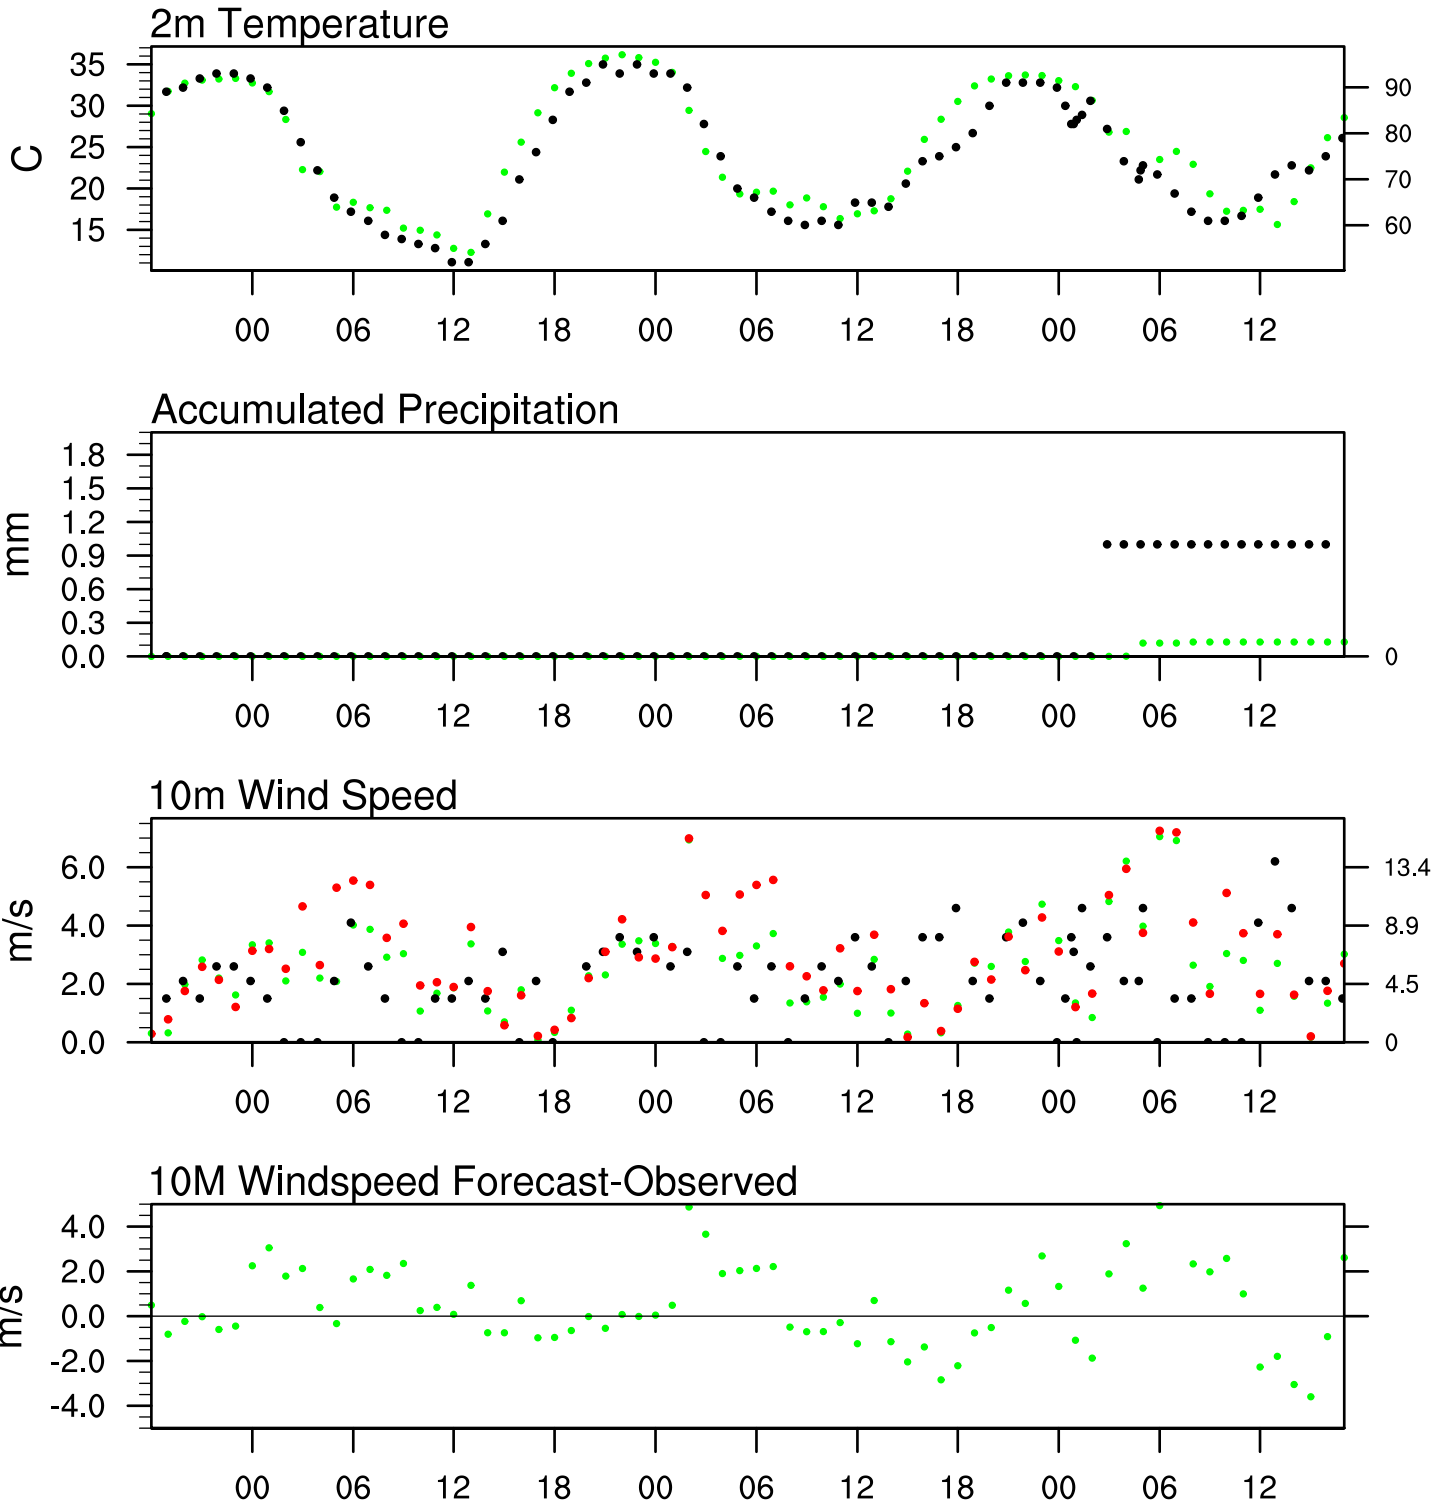 2m Temperature
35
30
25
20
15
C
90
80
70
60
00 06 12 18 00 06 12 18 00 06 12
Accumulated Precipitation
1.8
1.5
1.2
0.9
0.6
0.3
0.0
mm
0
00 06 12 18 00 06 12 18 00 06 12
10m Wind Speed
6.0
4.0
2.0
0.0
m/s
13.4
8.9
4.5
0
00 06 12 18 00 06 12 18 00 06 12
10M Windspeed Forecast-Observed
4.0
2.0
0.0
-2.0
-4.0
m/s
00 06 12 18 00 06 12 18 00 06 12